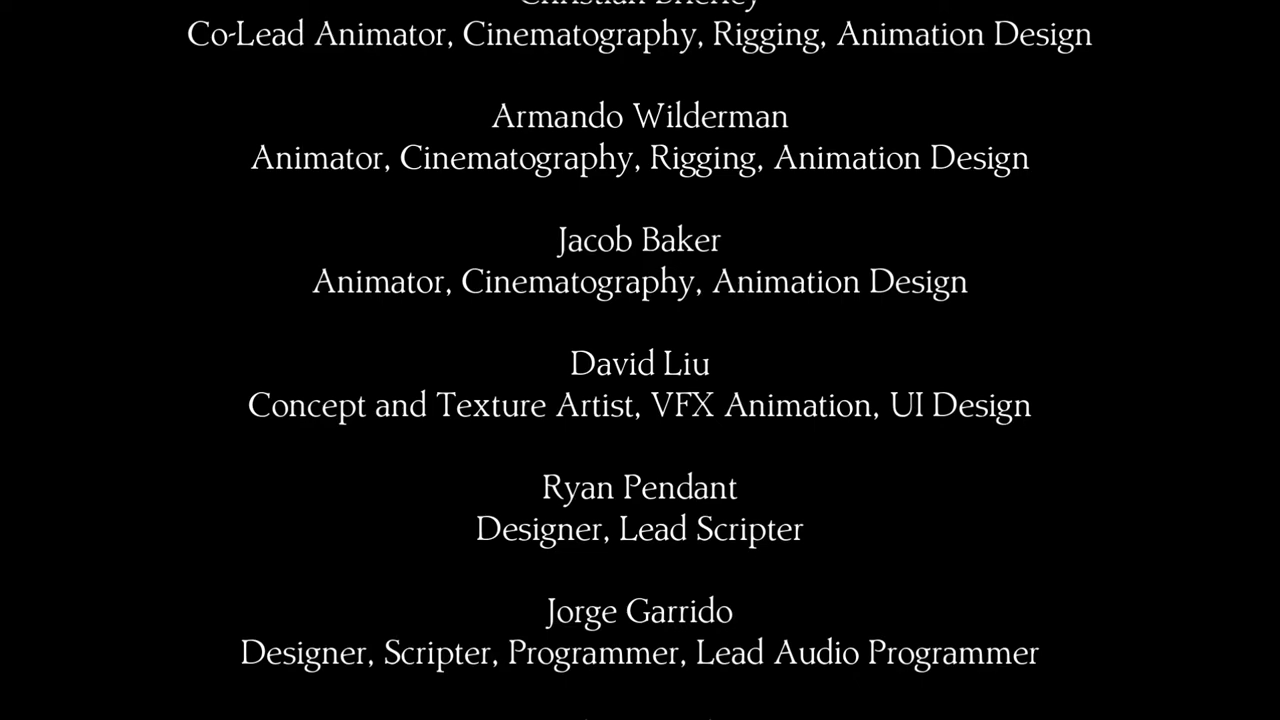 Christian
Co-Lead Animator, Cinematography, Rigging, Animation Design
Armando Wilderman
Animator, Cinematography, Rigging, Animation Design
Jacob Baker
Animator, Cinematography, Animation Design
David Liu
Concept and Texture Artist, VFX Animation, UI Design
Ryan Pendant
Designer, Lead Scripter
Jorge Garrido
Designer, Scripter, Programmer, Lead Audio Programmer